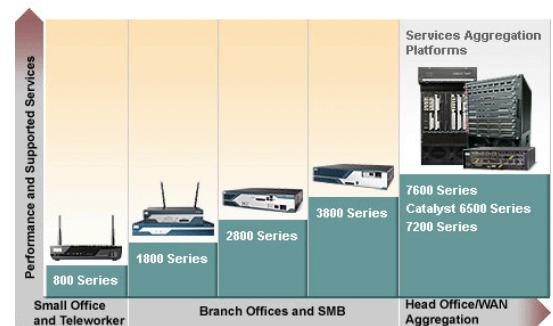 Performance and Supported Services
Services Aggregation
Platforms
800 Series
1800 Series
2800 Series
3800 Series
7600 Series
Catalyst 6500 Series
7200 Series
Small Office
and Teleworker
Branch Offices and SMB
Head Office/WAN
Aggregation